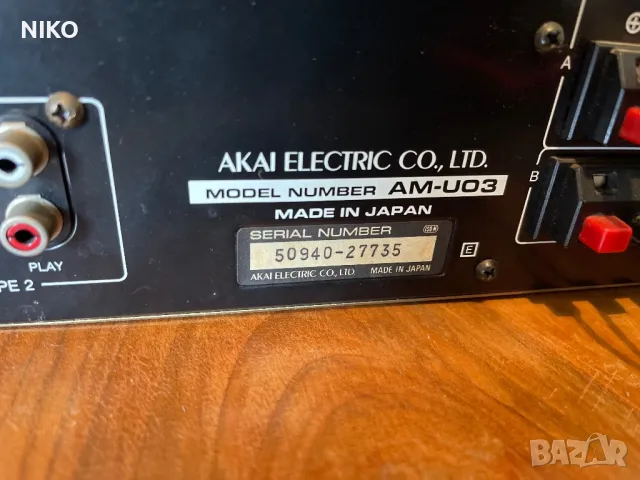 NIKO
A
AKAI ELECTRIC CO., LTD.
MODEL NUMBER AM-U03
B
MADE IN JAPAN
SERIAL NUMBER
50940-27735
E
AKAI ELECTRIC CO., LTD. MADE IN JAPAN
PLAY
PE 2
BAZAR